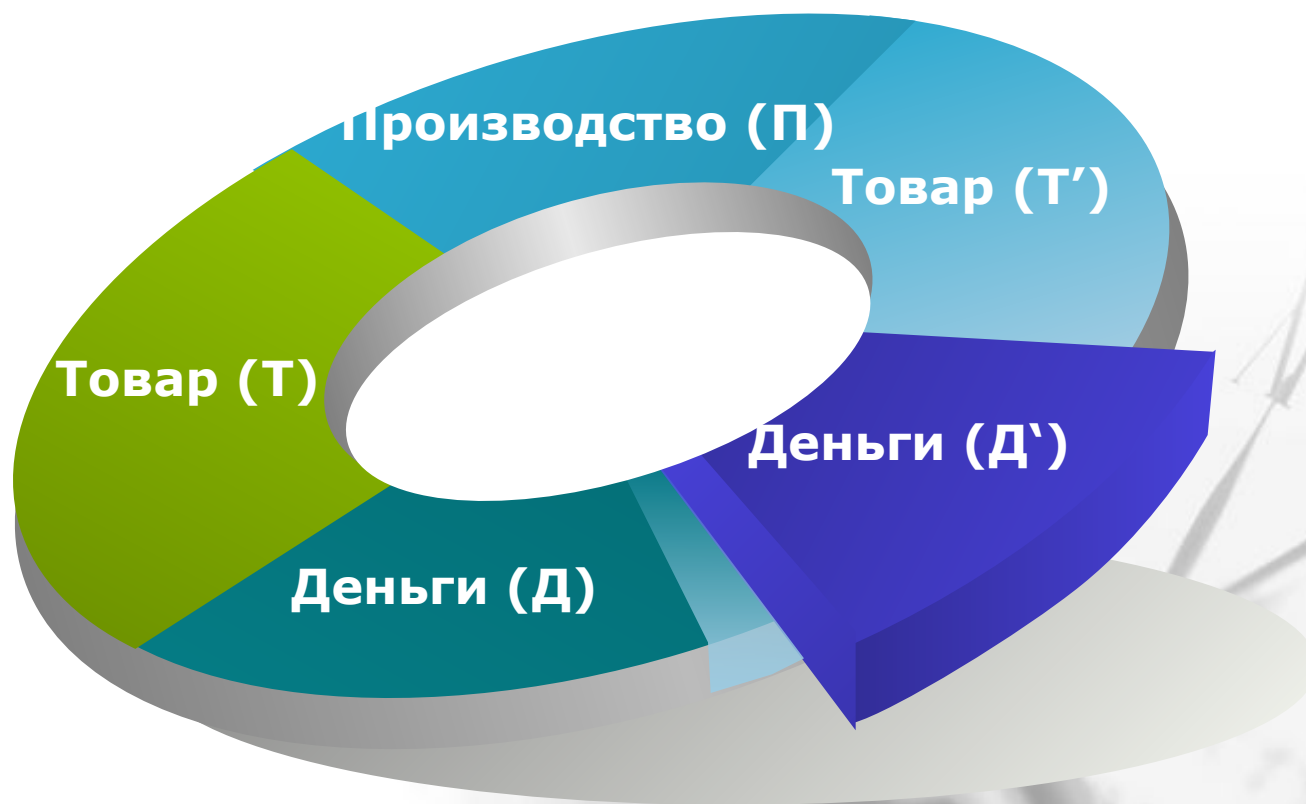 Производство (П)
Товар (Т’)
Товар (Т)
Деньги (Д‘)
Деньги (Д)